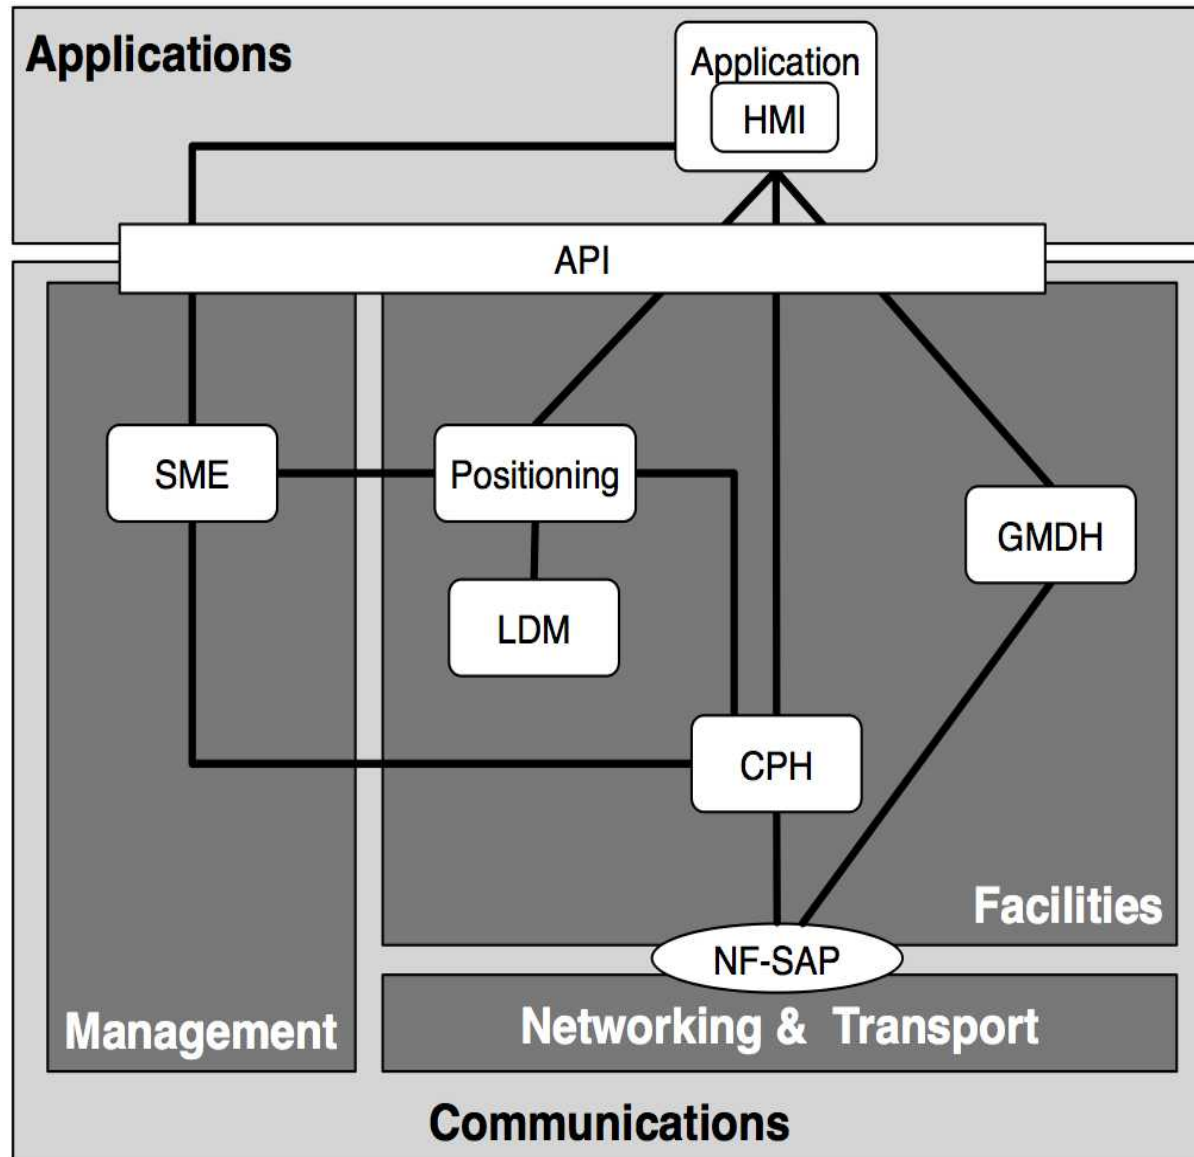 Applications
Application
HMI
API
SME
Positioning
GMDH
LDM
CPH
Facilities
NF-SAP
Management
Networking & Transport
Communications